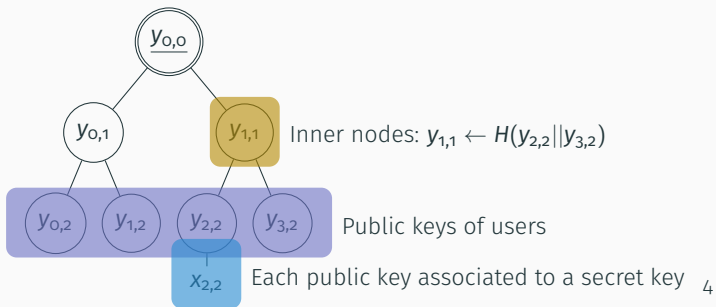 y0,0
y0,1 y1,1 Inner nodes: y1,1 ← H(y2,2||y3,2)
y0,2 y1,2 y2,2 y3,2 Public keys of users
x2,2 Each public key associated to a secret key 4